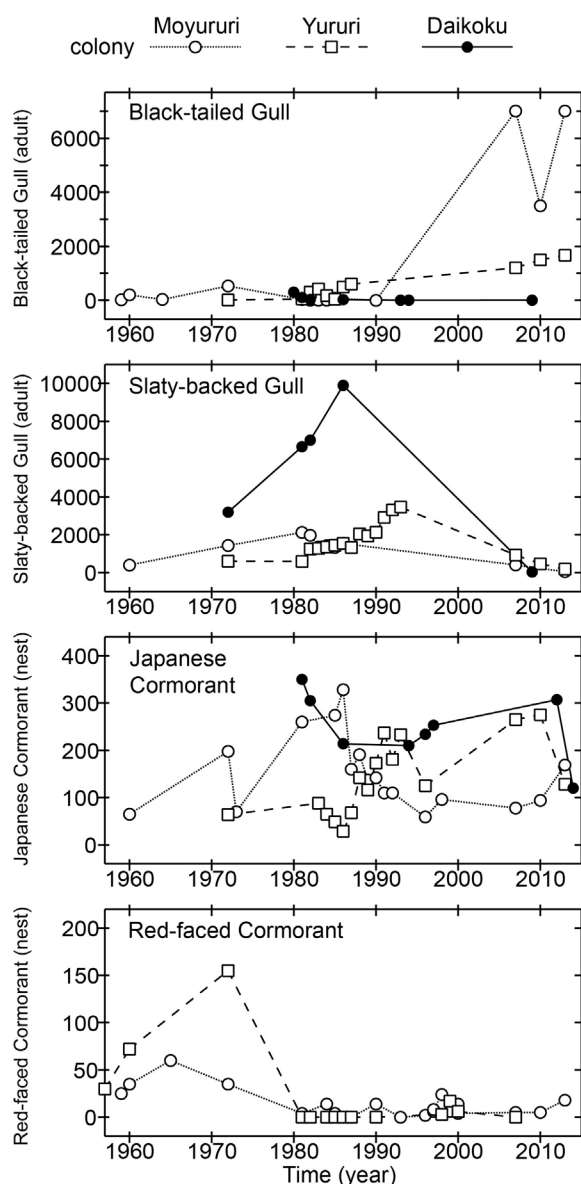 colony Moyururi Yururi Daikoku
Black-tailed Gull
Black-tailed Gull (adult)
6000
4000
2000
0
1960 1970 1980 1990 2000 2010
Slaty-backed Gull
Slaty-backed Gull (adult)
10000
8000
6000
4000
2000
0
1960 1970 1980 1990 2000 2010
Japanese
Cormorant
Japanese Cormorant (nest)
400
300
200
100
0
1960 1970 1980 1990 2000 2010
Red-faced Cormorant
Red-faced Cormorant (nest)
200
150
100
50
0
1960 1970 1980 1990 2000 2010
Time (year)